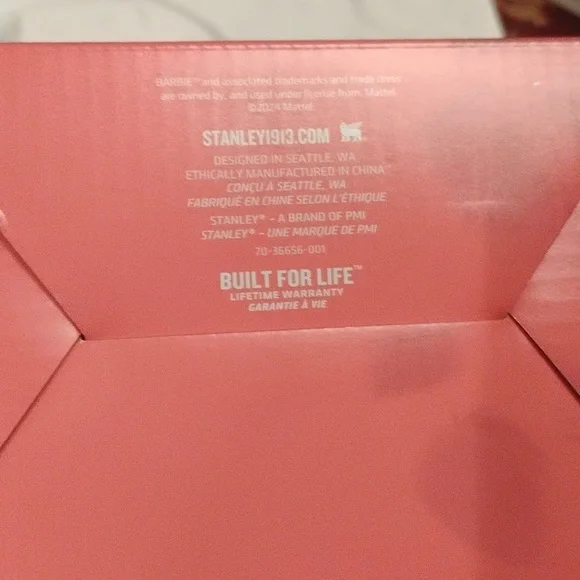 BARBIE™ and associated trademarks and trade dress
are owned by, and used under license from, Mattel.
©2024 Mattel.
STANLEY1913.COM
DESIGNED IN SEATTLE, WA
ETHICALLY MANUFACTURED IN CHINA
CONÇU À SEATTLE, WA
FABRIQUÉ EN CHINE SELON L'ÉTHIQUE
STANLEY® - A BRAND OF PMI
STANLEY® - UNE MARQUE DE PMI
70-36656-001
BUILT FOR LIFE™
LIFETIME WARRANTY
GARANTIE À VIE